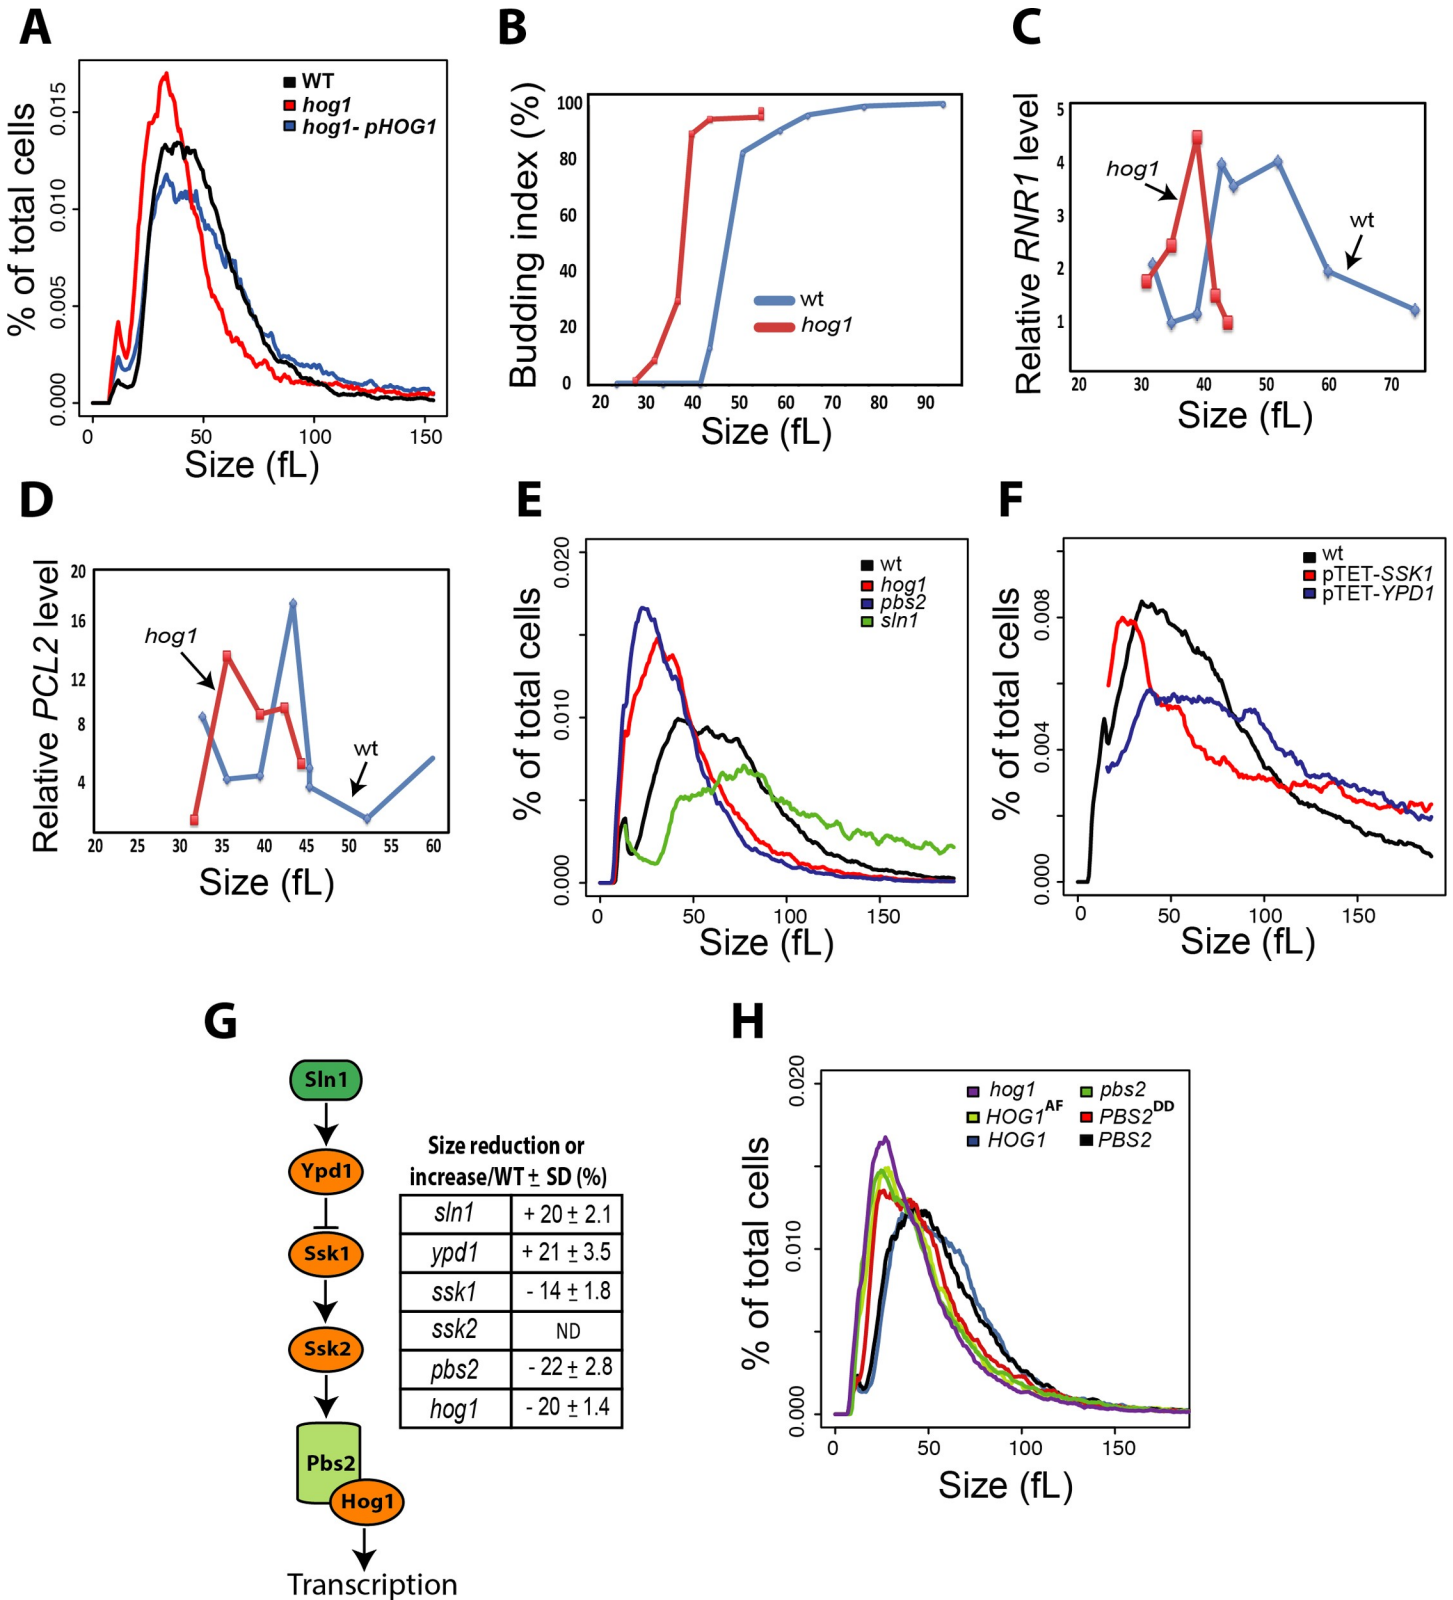 A
% of total cells
0.015
0.010
0.005
0.000
WT
hog1
hog1- pHOG1
0 50 100 150
Size (fL)
B
Budding index (%)
100
80
60
40
20
0
wt
hog1
20 30 40 50 60 70 80 90
Size (fL)
C
Relative RNR1 level
5
4
3
2
1
hog1
wt
20 30 40 50 60 70
Size (fL)
D
Relative PCL2 level
20
16
12
8
4
hog1
wt
20 25 30 35 40 45 50 55 60
Size (fL)
E
% of total cells
0.020
0.010
0.000
wt
hog1
pbs2
sln1
0 50 100 150
Size (fL)
F
% of total cells
0.008
0.004
0.000
wt
pTET-SSK1
pTET-YPD1
0 50 100 150
Size (fL)
G
Sln1
Ypd1
Ssk1
Ssk2
Pbs2
Hog1
Transcription
Size reduction or
increase/WT ± SD (%)
sln1 + 20 ± 2.1
ypd1 + 21 ± 3.5
ssk1 - 14 ± 1.8
ssk2 ND
pbs2 - 22 ± 2.8
hog1 - 20 ± 1.4
H
% of total cells
0.020
0.010
0.000
hog1 pbs2
HOG1AF PBS2DD
HOG1 PBS2
0 50 100 150
Size (fL)